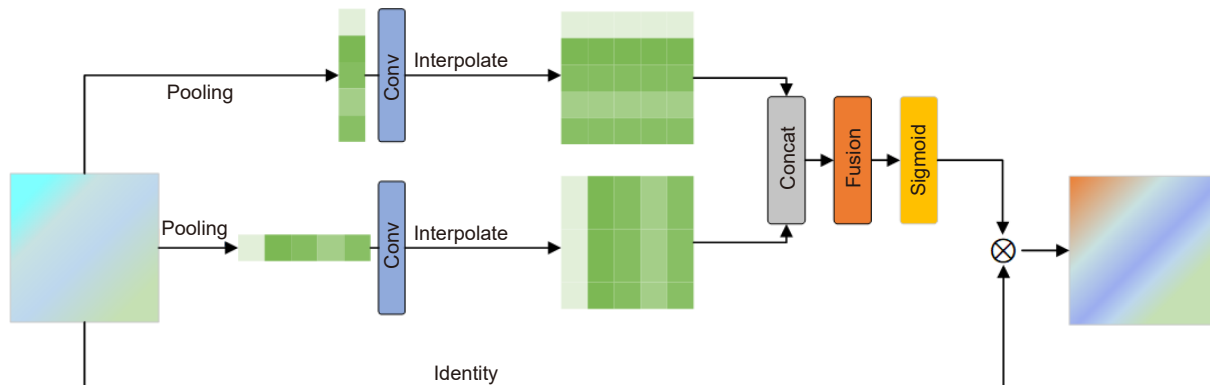 Pooling
Conv
Interpolate
Pooling
Conv
Interpolate
Concat
Fusion
Sigmoid
Identity